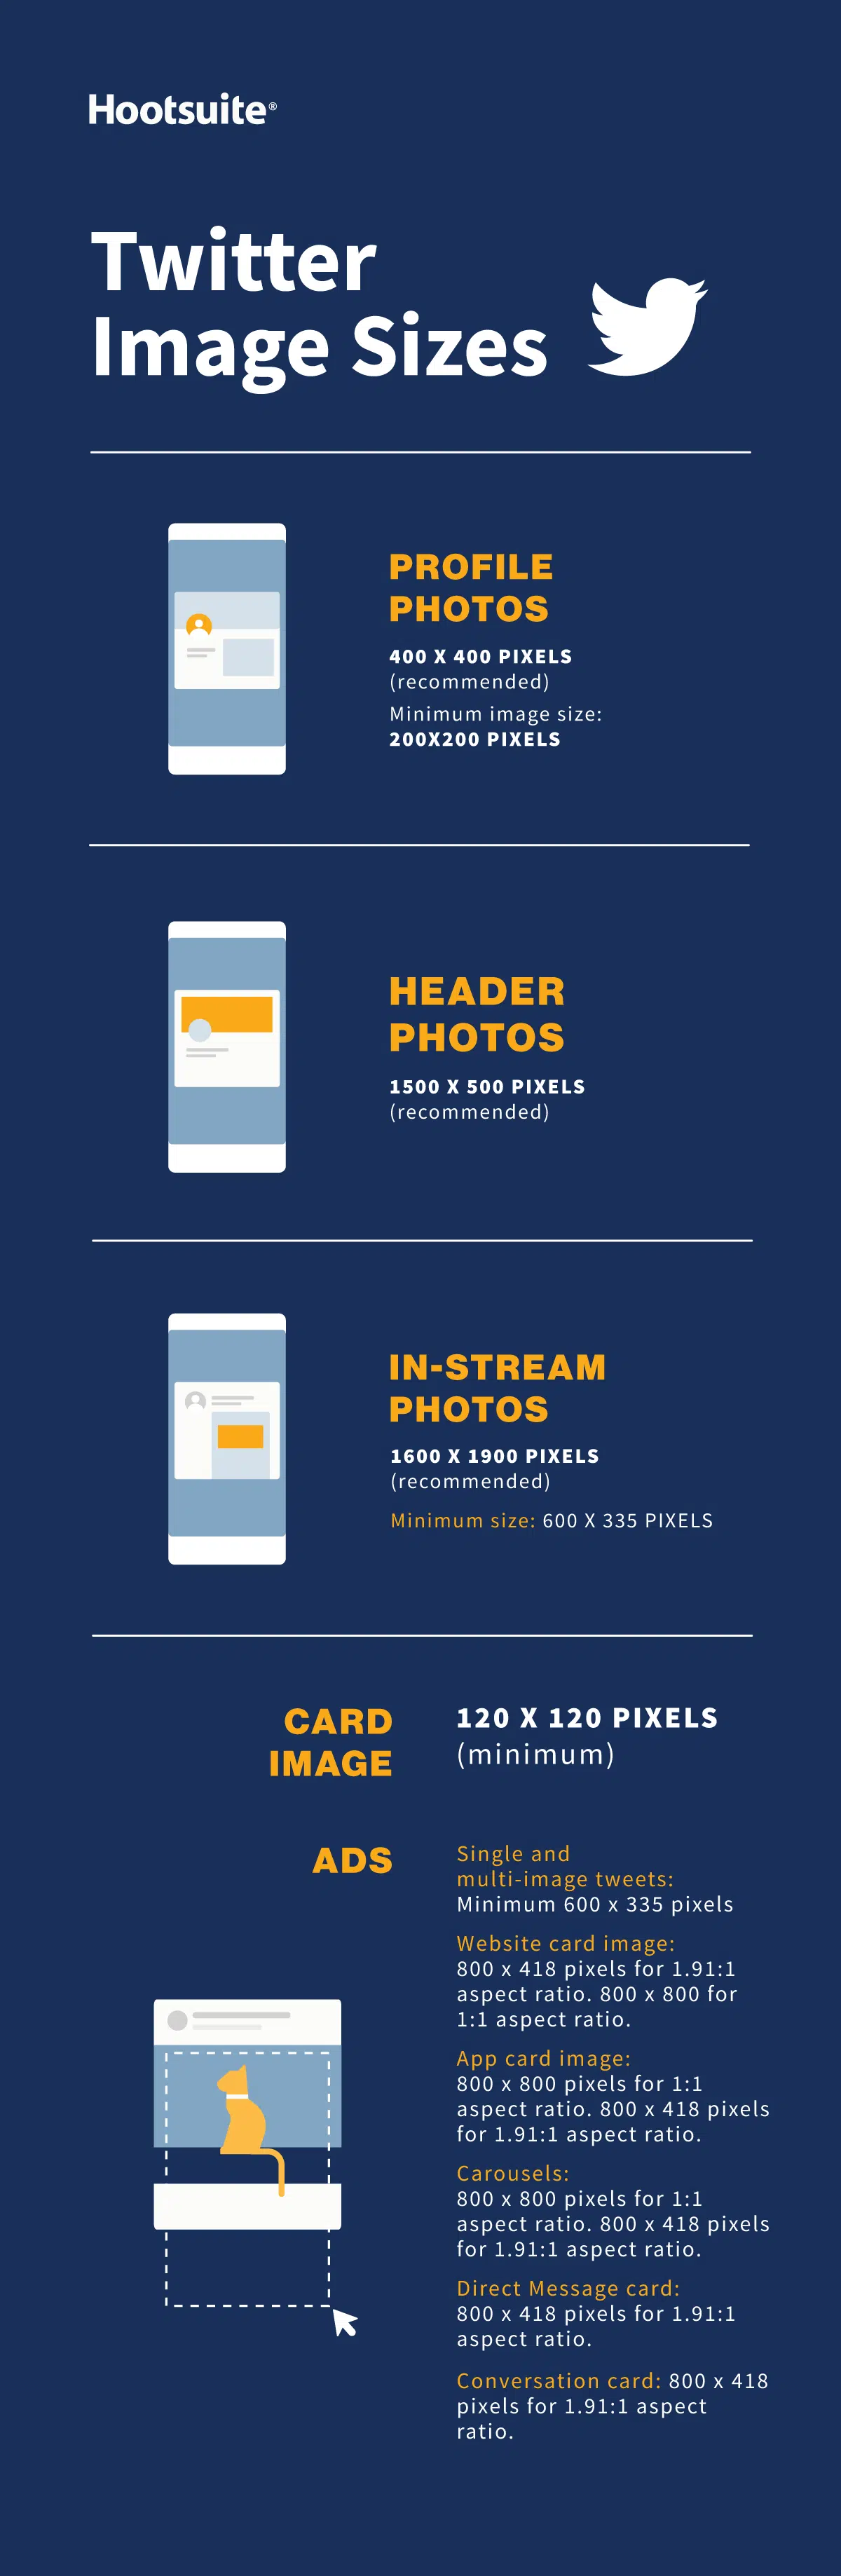 Hootsuite®
Twitter
Image Sizes
PROFILE
PHOTOS
400 X 400 PIXELS
(recommended)
Minimum image size:
200X200 PIXELS
HEADER
PHOTOS
1500 X 500 PIXELS
(recommended)
IN-STREAM
PHOTOS
1600 X 1900 PIXELS
(recommended)
Minimum size: 600 X 335 PIXELS
CARD
IMAGE
120 X 120 PIXELS
(minimum)
ADS
Single and
multi-image tweets:
Minimum 600 x 335 pixels
Website card image:
800 x 418 pixels for 1.91:1
aspect ratio. 800 x 800 for
1:1 aspect ratio.
App card image:
800 x 800 pixels for 1:1
aspect ratio. 800 x 418 pixels
for 1.91:1 aspect ratio.
Carousels:
800 x 800 pixels for 1:1
aspect ratio. 800 x 418 pixels
for 1.91:1 aspect ratio.
Direct Message card:
800 x 418 pixels for 1.91:1
aspect ratio.
Conversation card: 800 x 418
pixels for 1.91:1 aspect
ratio.